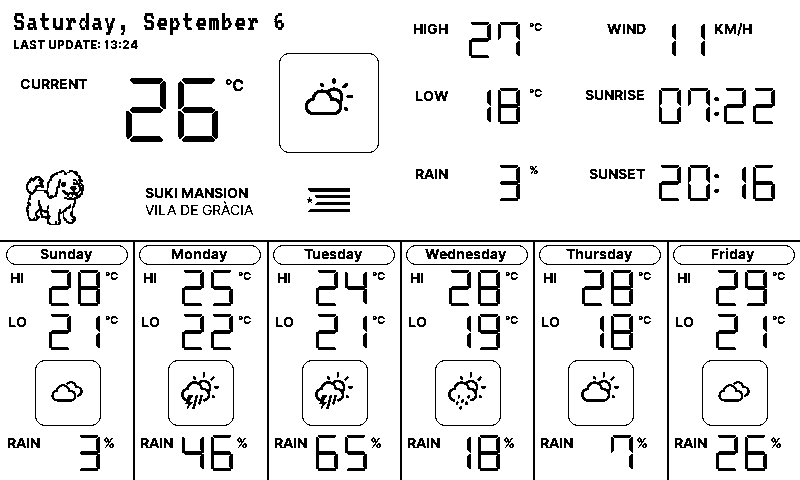 Saturday, September 6
LAST UPDATE: 13:24
CURRENT 26 °C
HIGH 27 °C
WIND 11 KM/H
LOW 18 °C
SUNRISE 07:22
RAIN 3 %
SUNSET 20:16
SUKI MANSION
VILA DE GRÀCIA
Sunday
HI 28 °C
LO 21 °C
RAIN 3 %
Monday
HI 25 °C
LO 22 °C
RAIN 46 %
Tuesday
HI 24 °C
LO 21 °C
RAIN 65 %
Wednesday
HI 28 °C
LO 19 °C
RAIN 18 %
Thursday
HI 28 °C
LO 18 °C
RAIN 7 %
Friday
HI 29 °C
LO 21 °C
RAIN 26 %